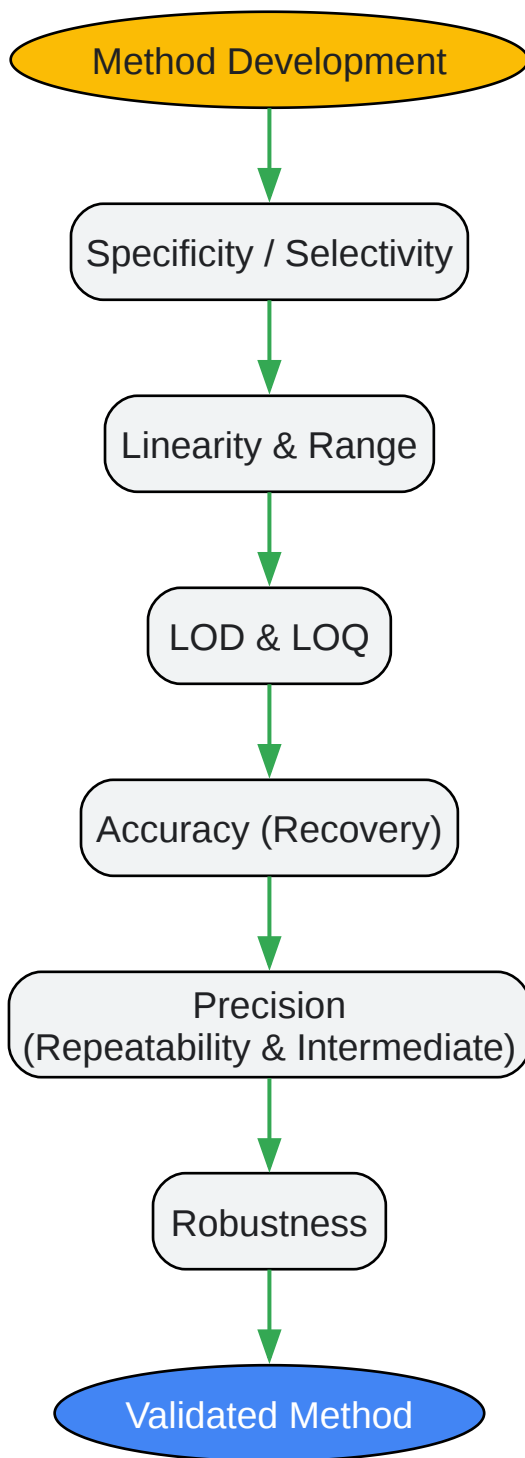 Method Development
Specificity / Selectivity
Linearity & Range
LOD & LOQ
Accuracy (Recovery)
Precision
(Repeatability & Intermediate)
Robustness
Validated Method